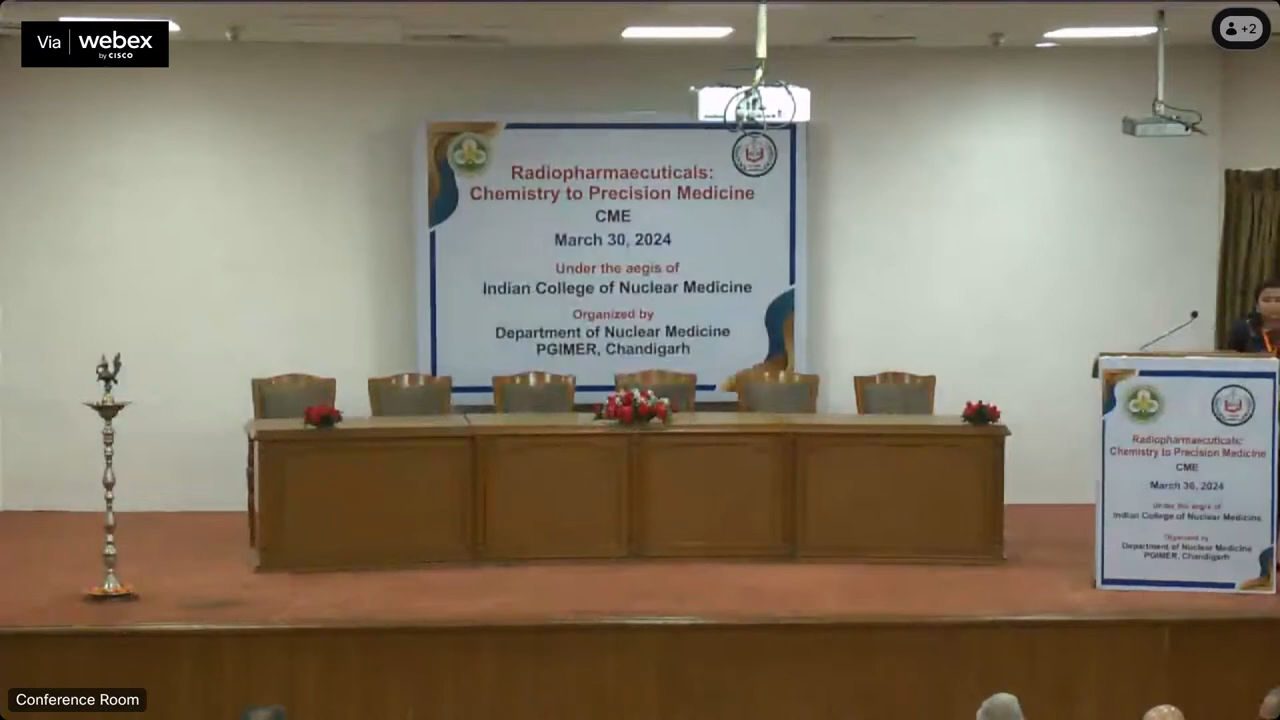 Via webex
by CISCO
+2
Radiopharmaecuticals:
Chemistry to Precision Medicine
CME
March 30, 2024
Under the aegis of
Indian College of Nuclear Medicine
Organized by
Department of Nuclear Medicine
PGIMER, Chandigarh
Radiopharmaecuticals:
Chemistry to Precision Medicine
CME
March 30, 2024
Under the aegis of
Indian College of Nuclear Medicine
Organized by
Department of Nuclear Medicine
PGIMER, Chandigarh
Conference Room